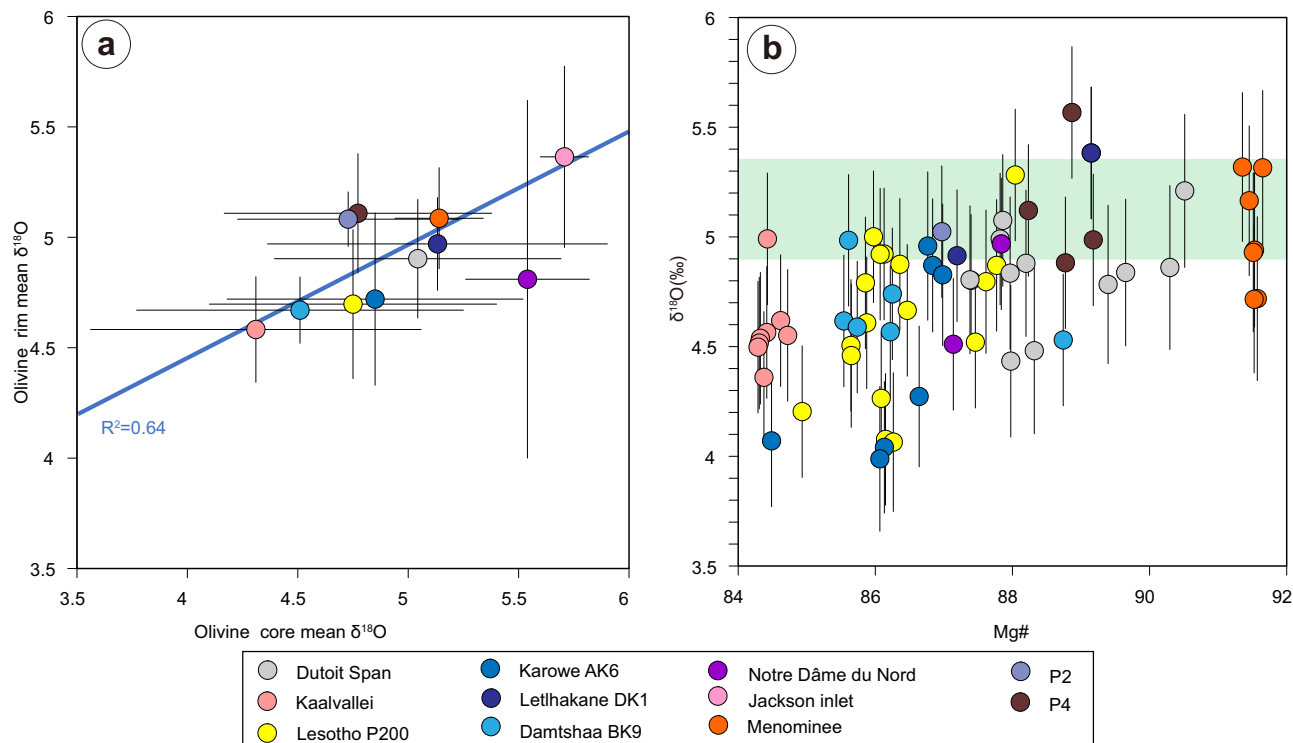 a
6
5.5
5
4.5
4
3.5
Olivine rim mean δ¹⁸O
R²=0.64
3.5 4 4.5 5 5.5 6
Olivine core mean δ¹⁸O
b
6
5.5
5
4.5
4
3.5
δ¹⁸O(‰)
84 86 88 90 92
Mg#
Dutoit Span
Kaalvallei
Lesotho P200
Karowe AK6
Letlhakane DK1
Damtshaa BK9
Notre Dâme du Nord
Jackson inlet
Menominee
P2
P4